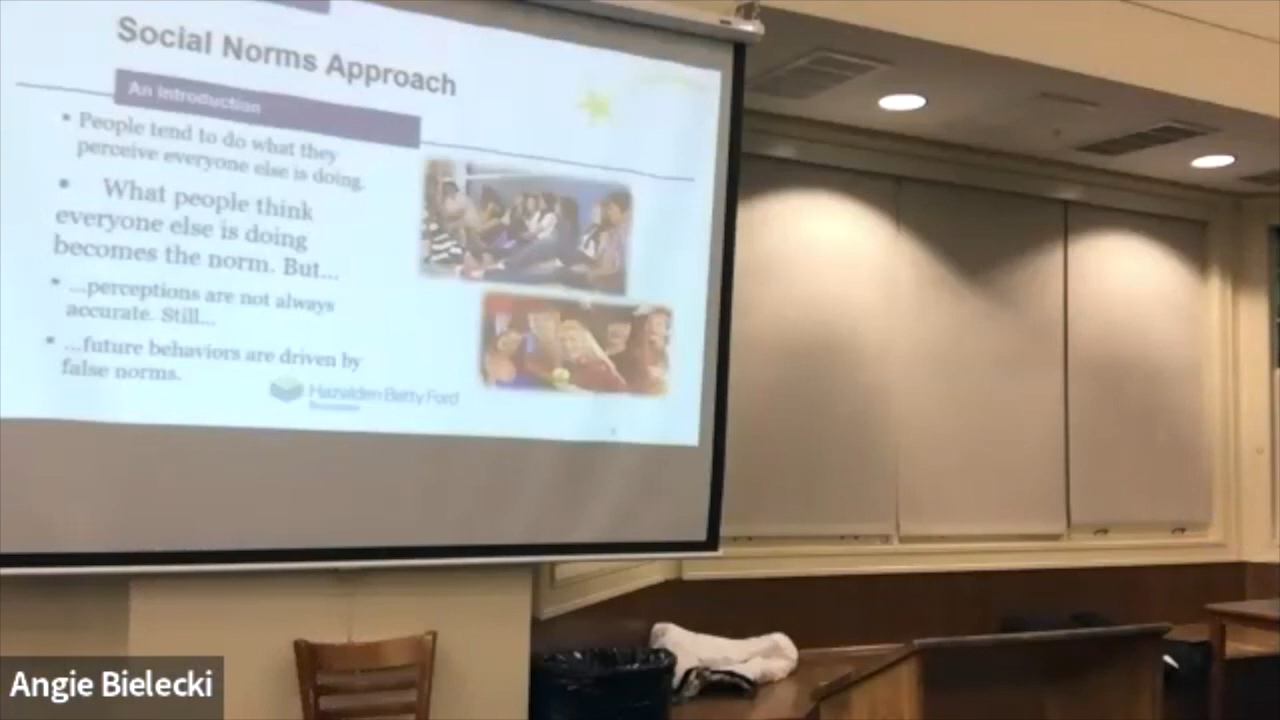 Social Norms Approach
An Introduction
• People tend to do what they
perceive everyone else is doing.
• What people think
everyone else is doing
becomes the norm. But...
• ...perceptions are not always
accurate. Still...
• ...future behaviors are driven by
false norms.
Hazelden Betty Ford
Angie Bielecki